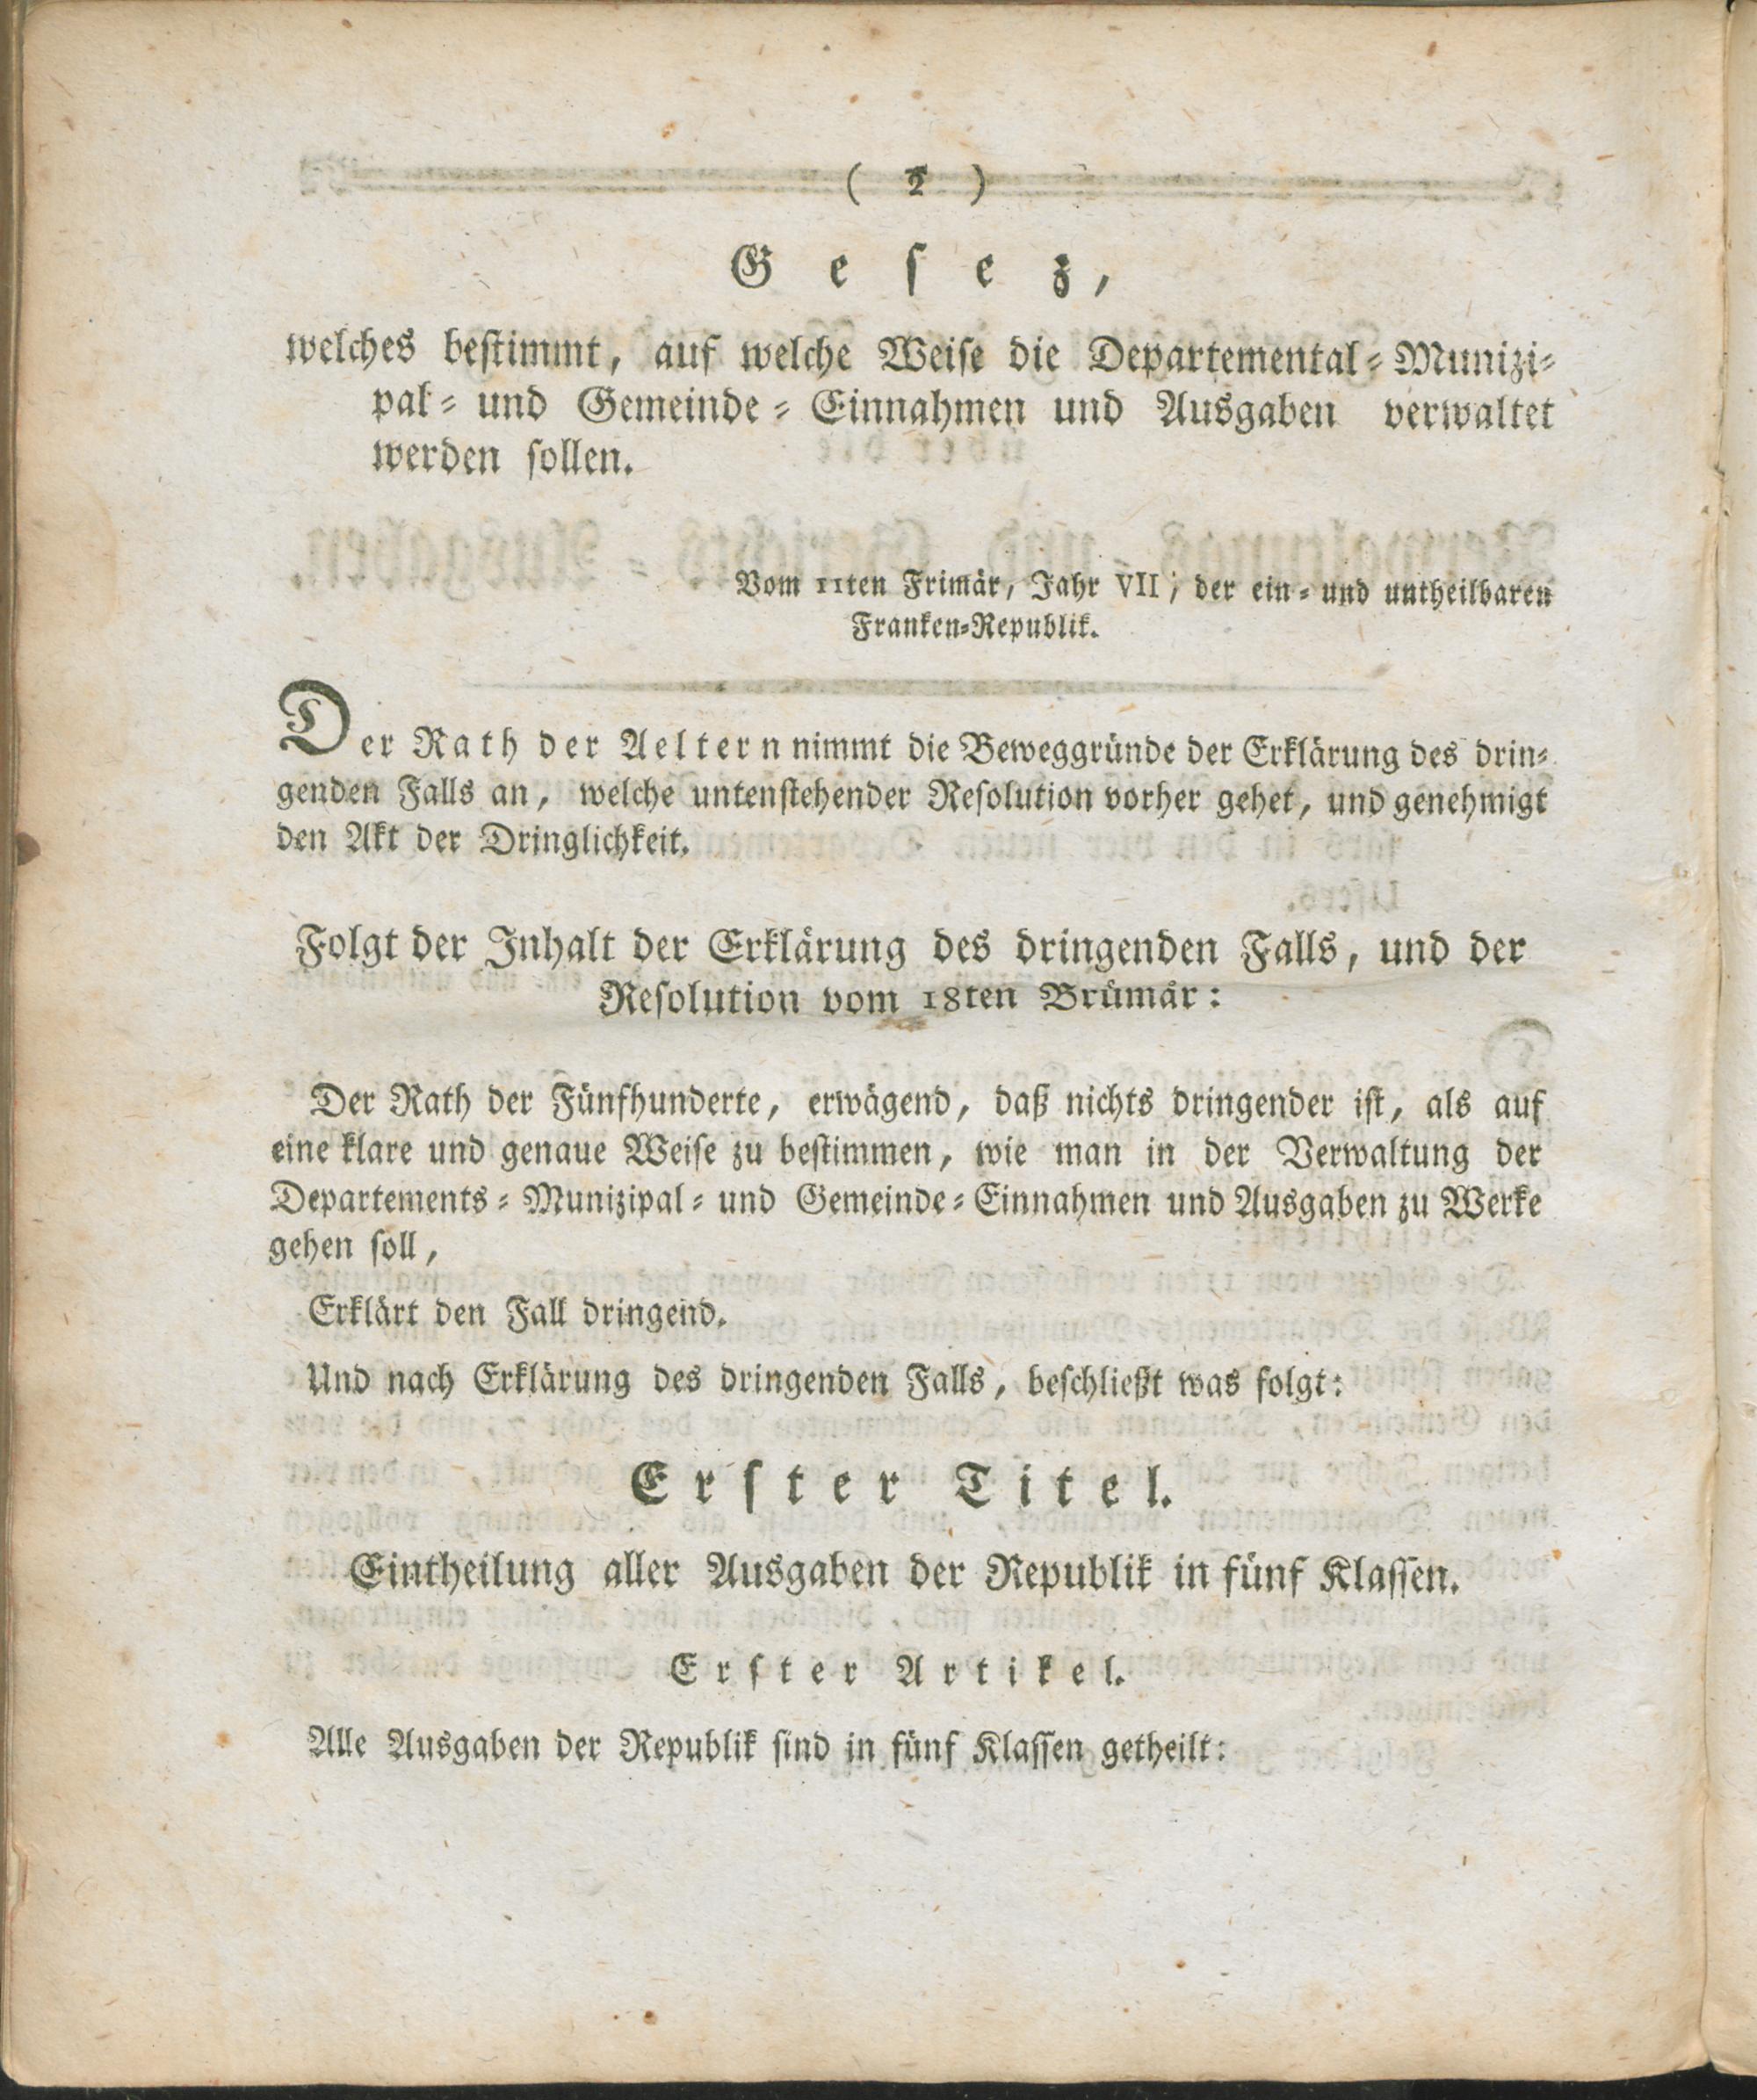 ( 2 )
Gesez,
welches bestimmt, auf welche Weise die Departemental-Munizi-
pal- und Gemeinde-Einnahmen und Ausgaben verwaltet
werden sollen.
Vom 11ten Frimär, Jahr VII, der ein- und untheilbaren
Franken-Republik.
Der Rath der Aeltern nimmt die Beweggründe der Erklärung des drin-
genden Falls an, welche untenstehender Resolution vorher gehet, und genehmigt
den Akt der Dringlichkeit.
Folgt der Inhalt der Erklärung des dringenden Falls, und der
Resolution vom 18ten Brümär:
Der Rath der Fünfhunderte, erwägend, daß nichts dringender ist, als auf
eine klare und genaue Weise zu bestimmen, wie man in der Verwaltung der
Departements-Munizipal- und Gemeinde-Einnahmen und Ausgaben zu Werke
gehen soll,
Erklärt den Fall dringend.
Und nach Erklärung des dringenden Falls, beschließt was folgt:
Erster Titel.
Eintheilung aller Ausgaben der Republik in fünf Klassen.
Erster Artikel.
Alle Ausgaben der Republik sind in fünf Klassen getheilt: